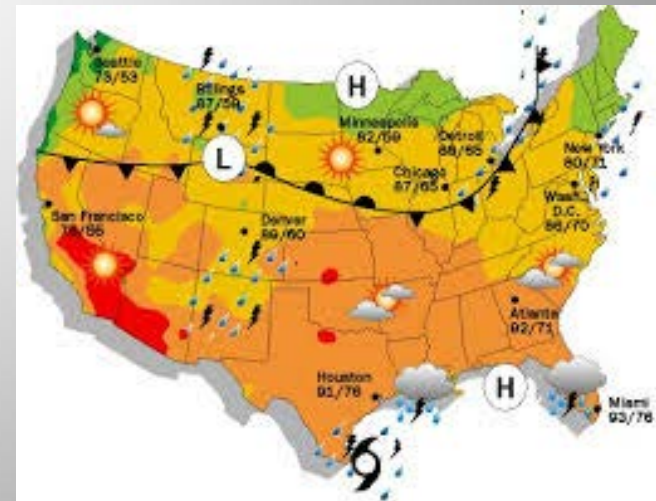 Seattle
73/53
Billings
87/59
H
Minneapolis
82/59
Detroit
88/65
New York
80/71
L
Chicago
87/65
Wash.
D.C.
86/70
San Francisco
Denver
89/60
Atlanta
92/71
Houston
91/76
H
Miami
93/76